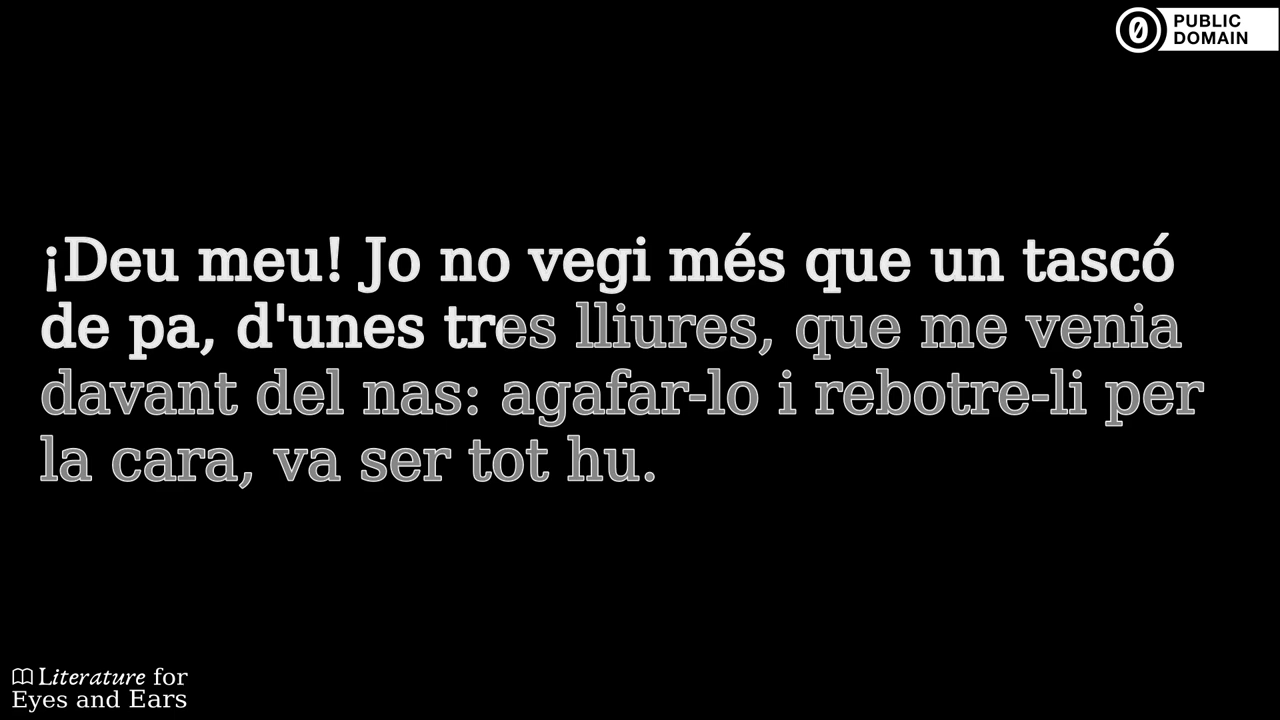 PUBLIC
DOMAIN
¡Deu meu! Jo no vegi més que un tascó
de pa, d'unes tres lliures, que me venia
davant del nas: agafar-lo i rebotre-li per
la cara, va ser tot hu.
Literature for
Eyes and Ears